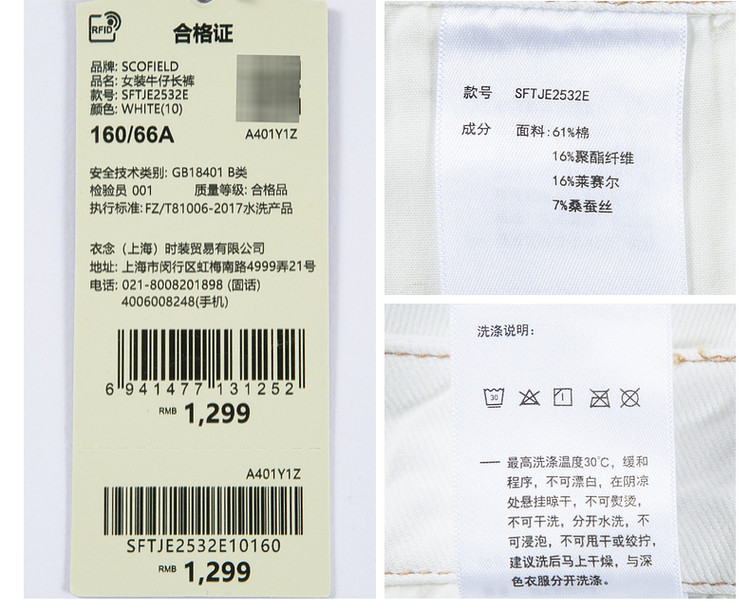 RFID
合格证
品牌: SCOFIELD
品名: 女装牛仔长裤
款号: SFTJE2532E
颜色: WHITE(10)
160/66A
A401Y1Z
安全技术类别: GB18401 B类
检验员 001 质量等级: 合格品
执行标准: FZ/T81006-2017水洗产品
衣念（上海）时装贸易有限公司
地址: 上海市闵行区虹梅南路4999弄21号
电话: 021-8008201898 (面话)
4006008248(手机)
6 941477 131252
RMB 1,299
A401Y1Z
SFTJE2532E10160
RMB 1,299
款号 SFTJE2532E
成分 面料:61%棉
16%聚酯纤维
16%莱赛尔
7%桑蚕丝
洗涤说明:
30
一 最高洗涤温度30℃, 缓和
程序, 不可漂白, 在阴凉
处悬挂晾干, 不可熨烫,
不可干洗, 分开水洗, 不
可浸泡, 不可甩干或绞拧,
建议洗后马上干燥, 与深
色衣服分开洗涤。